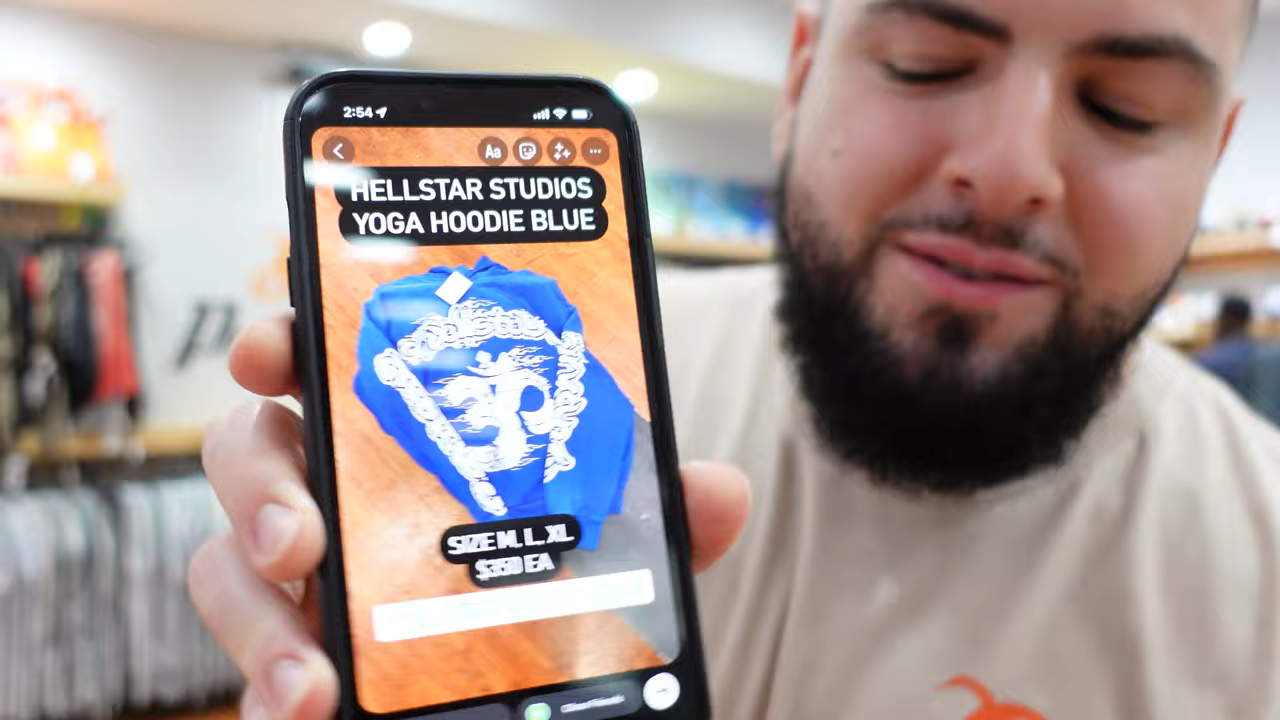 2:54
Aa
HELLSTAR STUDIOS
YOGA HOODIE BLUE
SIZE M, L, XL
$350 EA